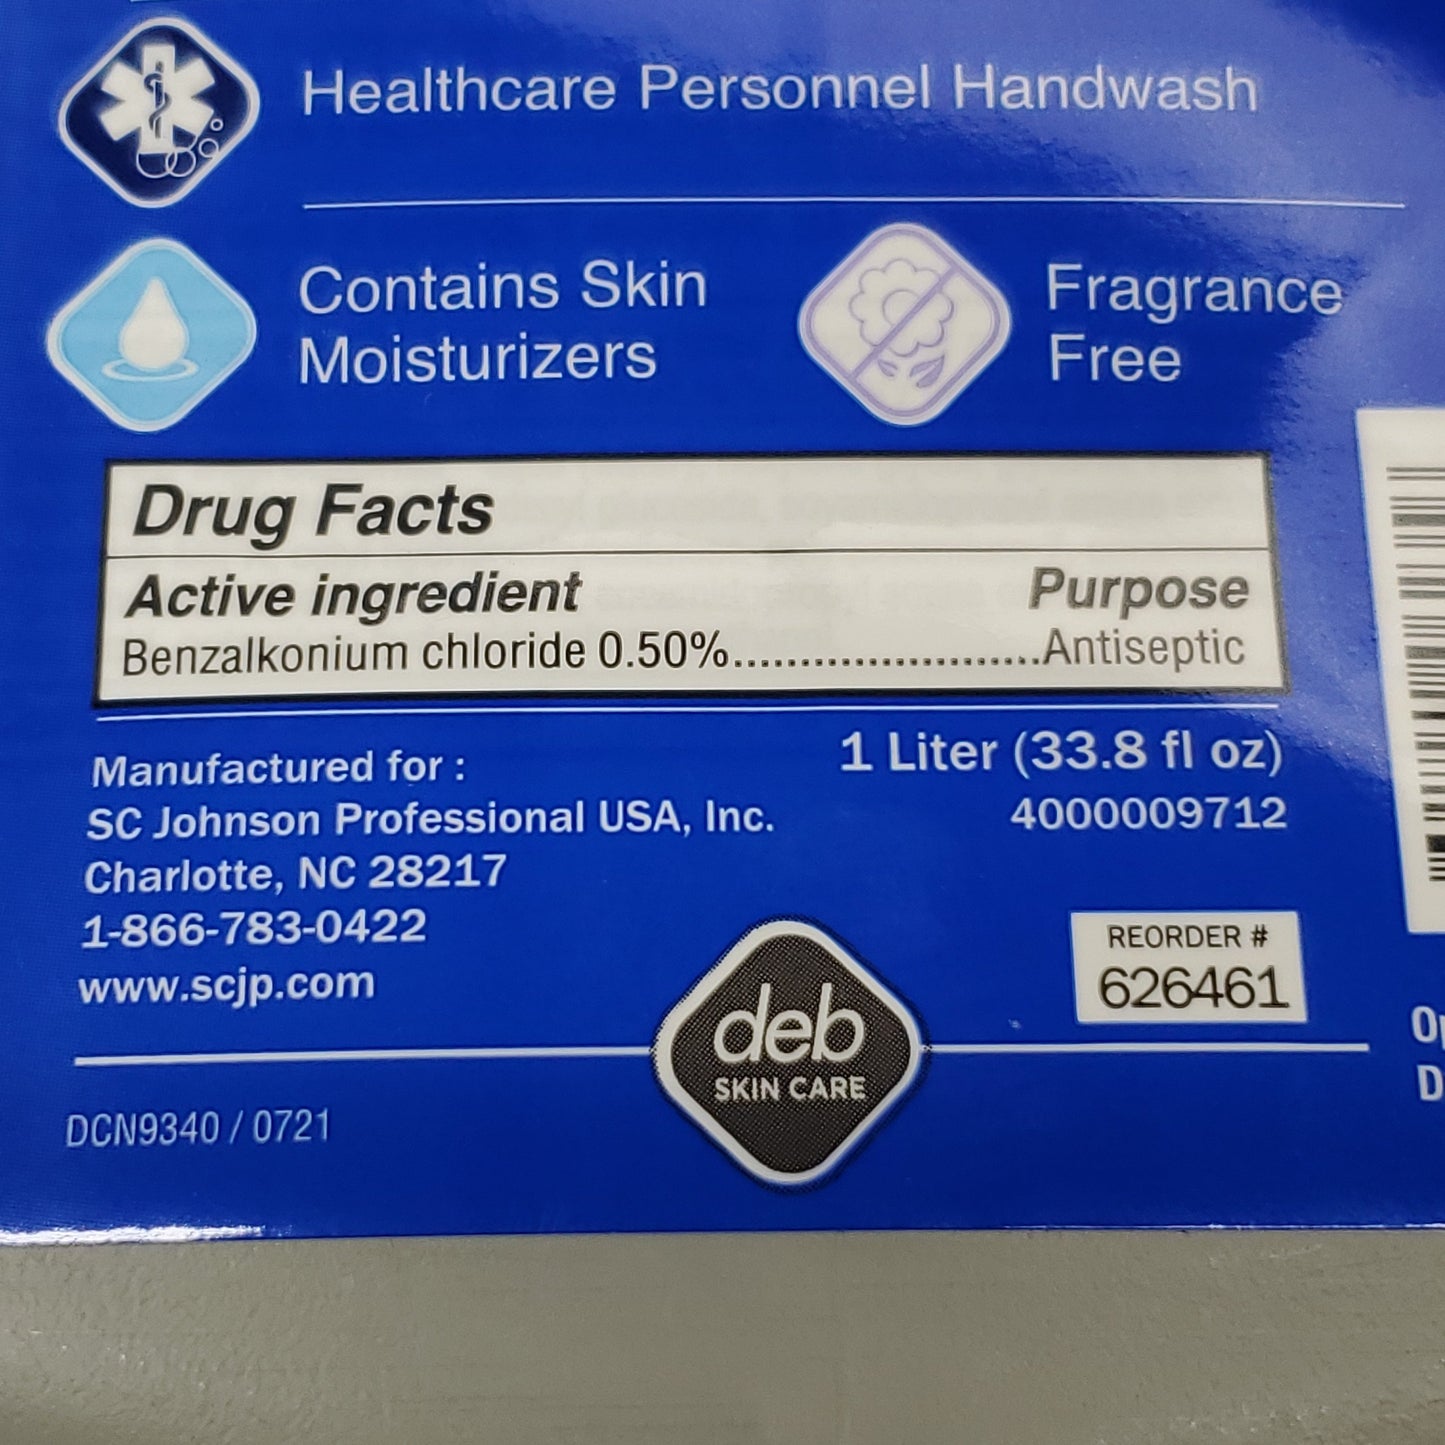 Healthcare Personnel Handwash
Contains Skin
Moisturizers
Fragrance
Free
Drug Facts
Active ingredient Purpose
Benzalkonium chloride 0.50%.......................Antiseptic
Manufactured for :
SC Johnson Professional USA, Inc.
Charlotte, NC 28217
1-866-783-0422
www.scjp.com
1 Liter (33.8 fl oz)
4000009712
REORDER #
626461
deb
SKIN CARE
DCN9340 / 0721